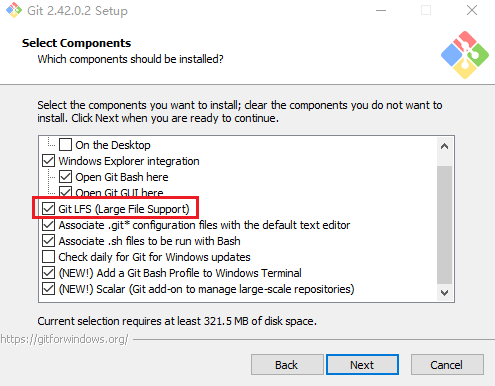 Git 2.42.0.2 Setup
Select Components
Which components should be installed?
Select the components you want to install; clear the components you do not want to
install. Click Next when you are ready to continue.
On the Desktop
Windows Explorer integration
Open Git Bash here
Open Git GUI here
Git LFS (Large File Support)
Associate .git* configuration files with the default text editor
Associate .sh files to be run with Bash
Check daily for Git for Windows updates
(NEW!) Add a Git Bash Profile to Windows Terminal
(NEW!) Scalar (Git add-on to manage large-scale repositories)
Current selection requires at least 321.5 MB of disk space.
https://gitforwindows.org/
Back
Next
Cancel